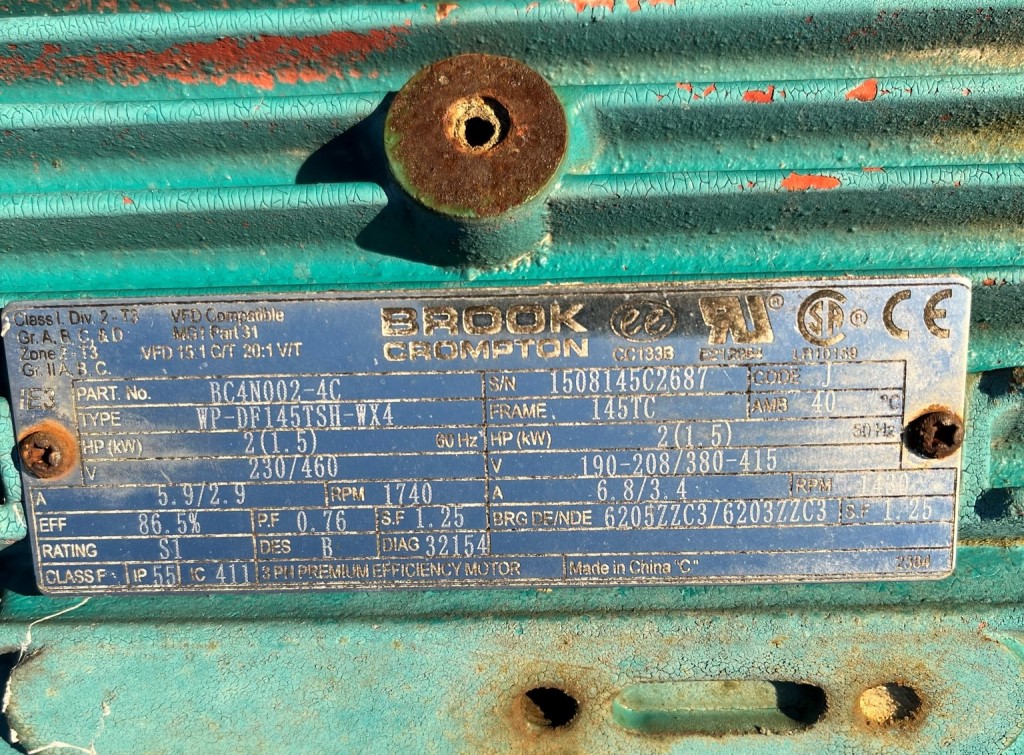 Class I. Div. 2 - T3 VFD Compatible
Gr. A, B, C, & D MG1 Part 31
Zone 2 - T3 VFD 15:1 C/T 20:1 V/T
Gr. II A, B, C.
BROOK
CROMPTON
CC133B LR10139
CSA ® CE
IE3 PART. No. BC4N002-4C S/N 1508145C2687 CODE J
TYPE WP-DF145TSH-WX4 FRAME. 145TC AMB 40 °C
HP (kW) 2(1.5) 60 Hz HP (kW) 2(1.5) 50 Hz
V 230/460 V 190-208/380-415
A 5.9/2.9 RPM 1740 A 6.8/3.4 RPM
EFF 86.5% P.F 0.76 S.F 1.25 BRG DE/NDE 6205ZZC3/6203ZZC3 S.F 1.25
RATING S1 DES B DIAG 32154
CLASS F IP 55 IC 411 3 PH PREMIUM EFFICIENCY MOTOR Made in China "C"